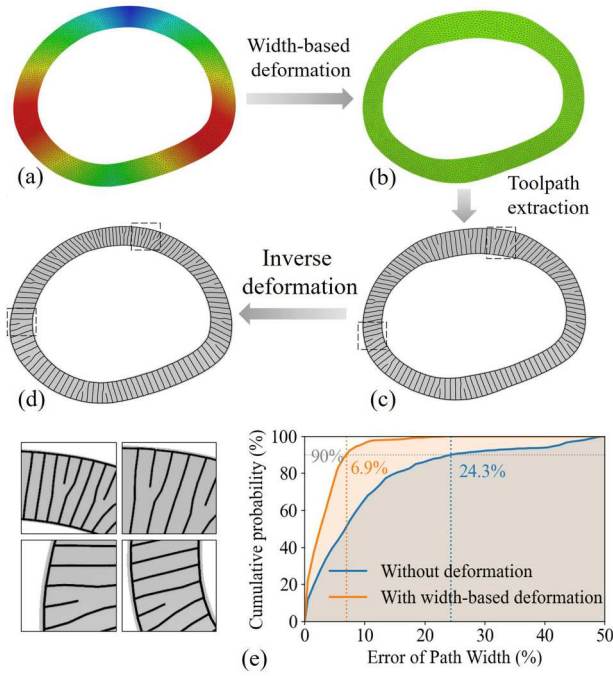 Width-based
deformation
(a)
(b)
Toolpath
extraction
Inverse
deformation
(d)
(c)
100
90%
6.9%
24.3%
80
60
40
20
0
Cumulative probability (%)
Without deformation
With width-based deformation
0 10 20 30 40 50
Error of Path Width (%)
(e)